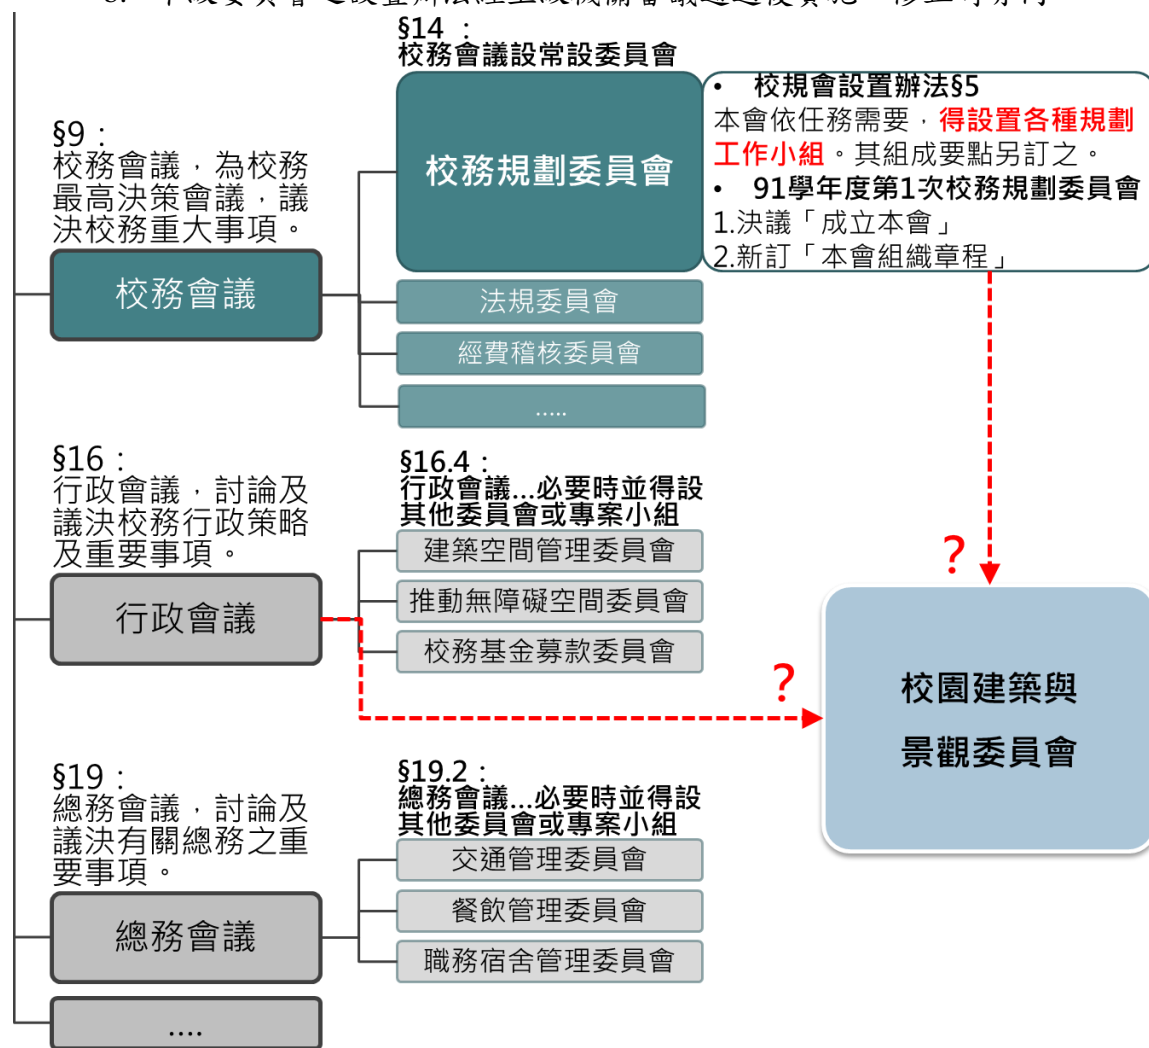 §14 :
校務會議設常設委員會
§9 :
校務會議，為校務
最高決策會議，議
決校務重大事項。
校務會議
校務規劃委員會
法規委員會
經費稽核委員會
.....
• 校規會設置辦法§5
本會依任務需要，得設置各種規劃
工作小組。其組成要點另訂之。
• 91學年度第1次校務規劃委員會
1.決議「成立本會」
2.新訂「本會組織章程」
§16 :
行政會議，討論及
議決校務行政策略
及重要事項。
行政會議
§16.4 :
行政會議...必要時並得設
其他委員會或專案小組
建築空間管理委員會
推動無障礙空間委員會
校務基金募款委員會
?
?
校園建築與
景觀委員會
§19 :
總務會議，討論及
議決有關總務之重
要事項。
總務會議
§19.2 :
總務會議...必要時並得設
其他委員會或專案小組
交通管理委員會
餐飲管理委員會
職務宿舍管理委員會
....